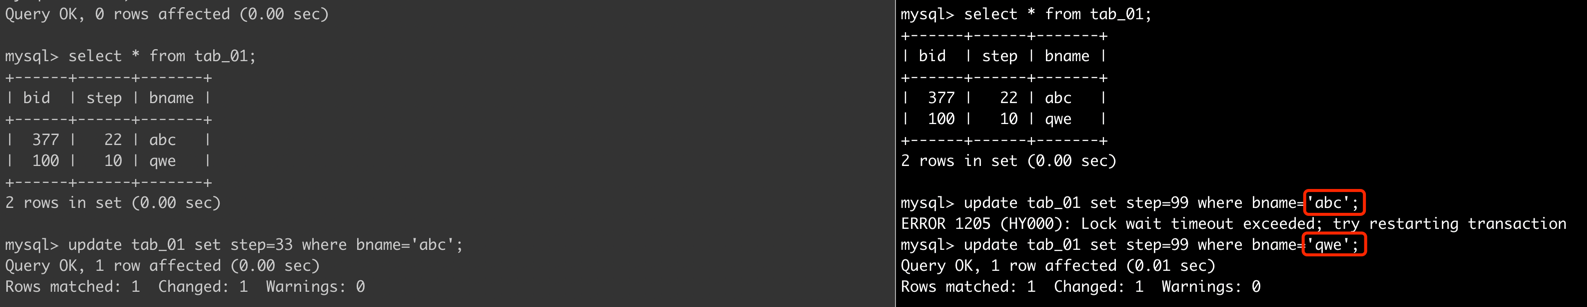 Query OK, 0 rows affected (0.00 sec)
mysql> select * from tab_01;
+------+------+-------+
| bid  | step | bname |
+------+------+-------+
|  377 |   22 | abc   |
|  100 |   10 | qwe   |
+------+------+-------+
2 rows in set (0.00 sec)
mysql> update tab_01 set step=33 where bname='abc';
Query OK, 1 row affected (0.00 sec)
Rows matched: 1  Changed: 1  Warnings: 0
mysql> select * from tab_01;
+------+------+-------+
| bid  | step | bname |
+------+------+-------+
|  377 |   22 | abc   |
|  100 |   10 | qwe   |
+------+------+-------+
2 rows in set (0.00 sec)
mysql> update tab_01 set step=99 where bname='abc';
ERROR 1205 (HY000): Lock wait timeout exceeded; try restarting transaction
mysql> update tab_01 set step=99 where bname='qwe';
Query OK, 1 row affected (0.01 sec)
Rows matched: 1  Changed: 1  Warnings: 0